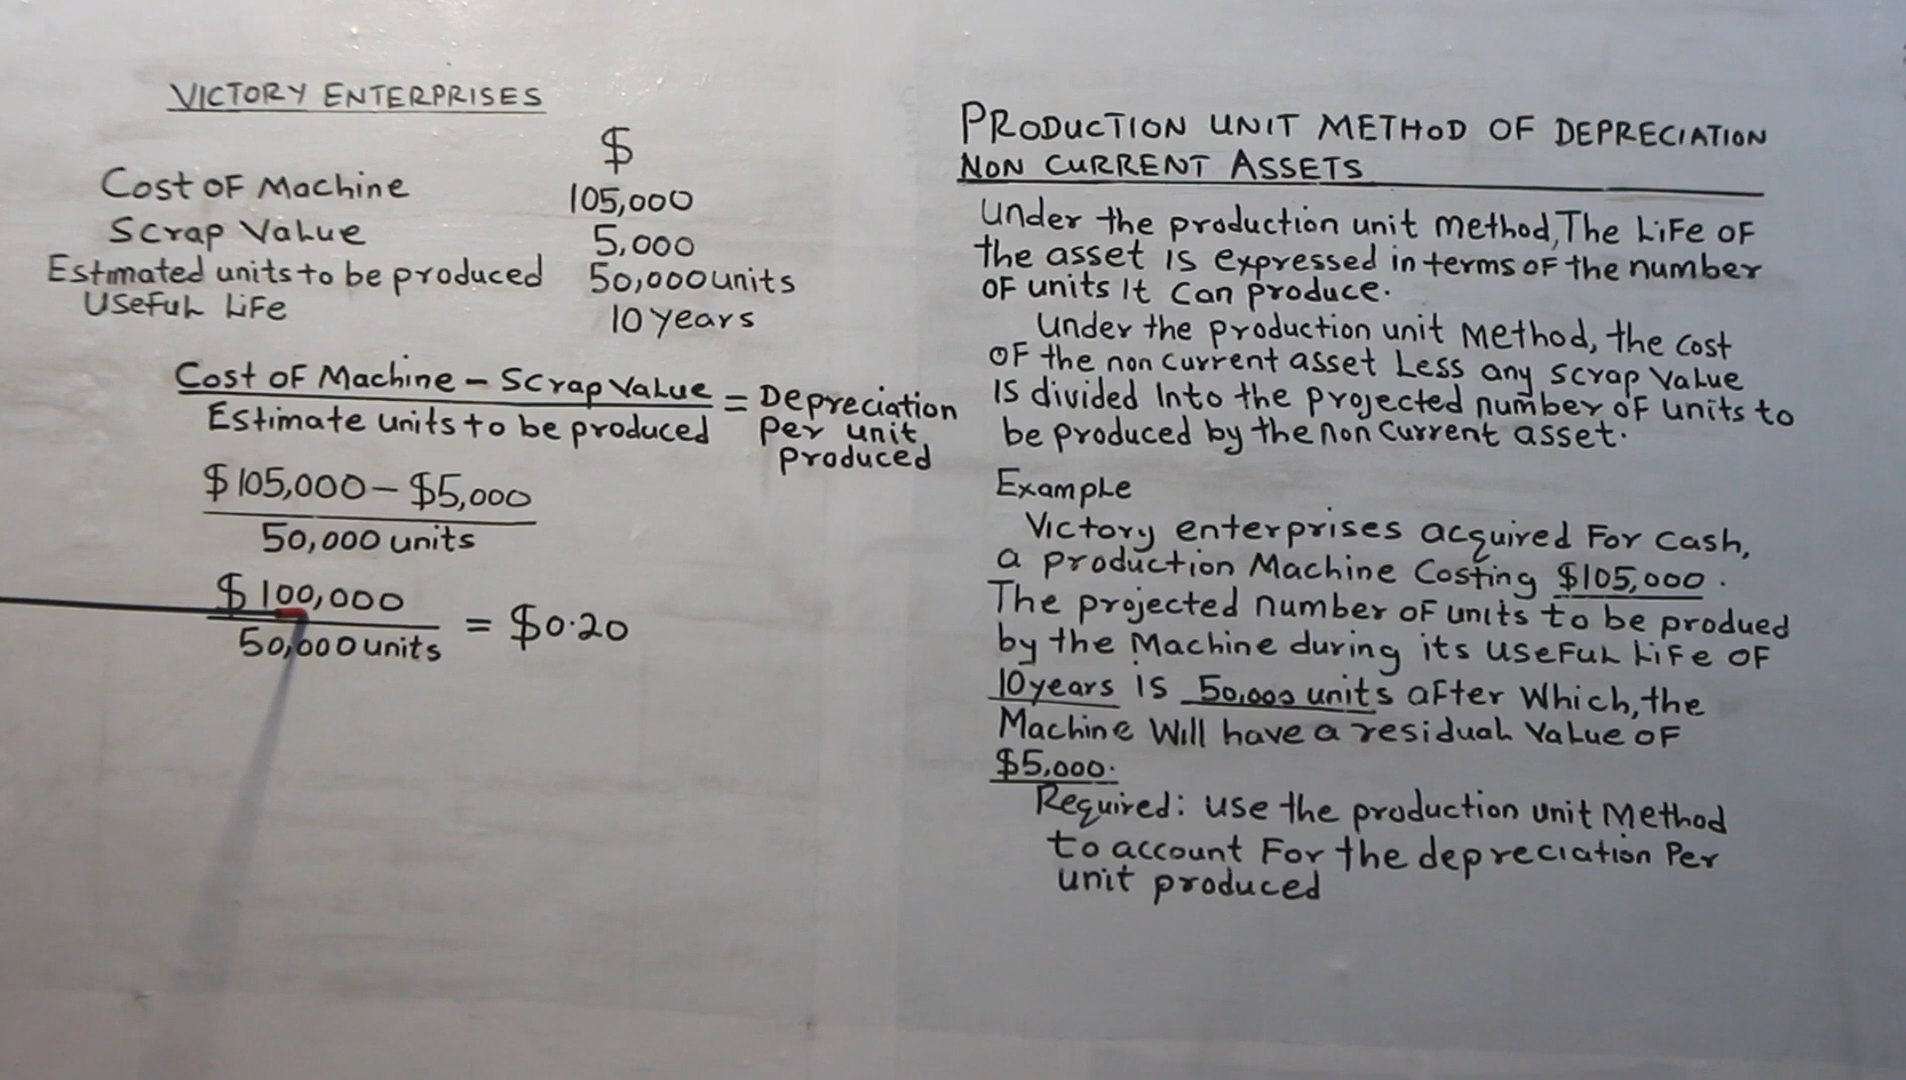 VICTORY ENTERPRISES
$
Cost OF Machine 105,000
Scrap Value 5,000
Estimated units to be produced 50,000 units
Useful Life 10 years
Cost OF Machine - Scrap Value
Estimate units to be produced
= Depreciation
Per unit
produced
$105,000 - $5,000
50,000 units
$100,000
50,000 units
= $0.20
PRODUCTION UNIT METHOD OF DEPRECIATION
NON CURRENT ASSETS
Under the production unit method, The Life OF
the asset is expressed in terms OF the number
OF units It Can produce.
Under the production unit Method, the cost
OF the non current asset Less any scrap Value
Is divided Into the projected number OF units to
be produced by the non current asset.
Example
Victory enterprises acquired For Cash,
a production Machine Costing $105,000.
The projected number OF units to be produed
by the Machine during its Useful Life OF
10 years is 50,000 units after Which, the
Machine Will have a residual Value OF
$5,000.
Required: use the production unit Method
to account For the depreciation Per
unit produced